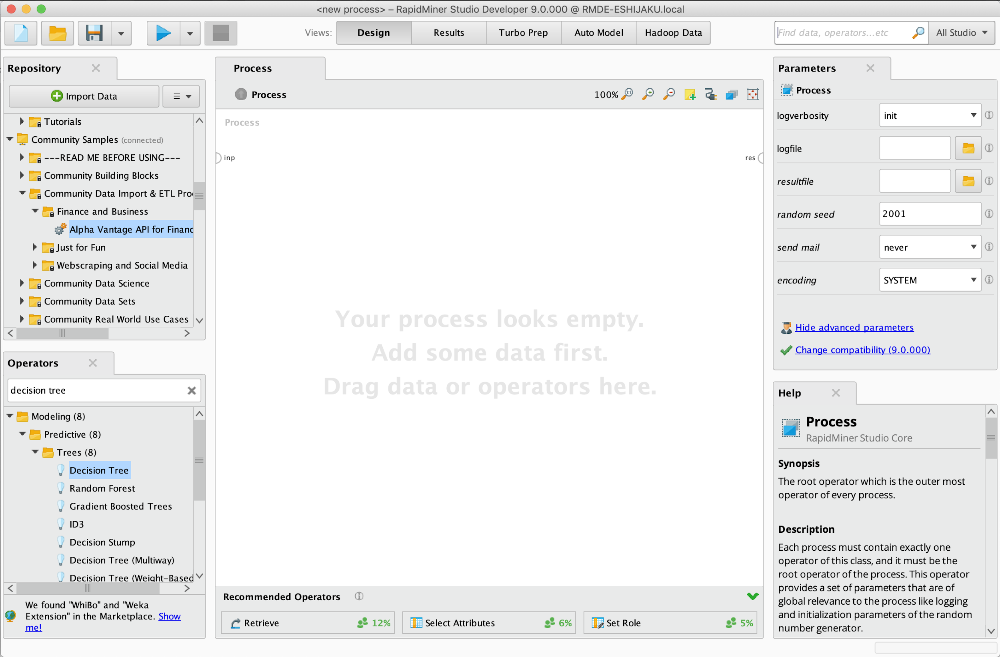 <new process> – RapidMiner Studio Developer 9.0.000 @ RMDE-ESHIJAKU.local
Views: Design Results Turbo Prep Auto Model Hadoop Data
Find data, operators...etc
All Studio
Repository
Import Data
Tutorials
Community Samples (connected)
---READ ME BEFORE USING---
Community Building Blocks
Community Data Import & ETL Pro
Finance and Business
Alpha Vantage API for Financ
Just for Fun
Webscraping and Social Media
Community Data Science
Community Data Sets
Community Real World Use Cases
Operators
decision tree
Modeling (8)
Predictive (8)
Trees (8)
Decision Tree
Random Forest
Gradient Boosted Trees
ID3
Decision Stump
Decision Tree (Multiway)
Decision Tree (Weight-Based
We found "WhiBo" and "Weka
Extension" in the Marketplace. Show
me!
Process
Process
100%
Process
inp
res
Your process looks empty.
Add some data first.
Drag data or operators here.
Recommended Operators
Retrieve 12%
Select Attributes 6%
Set Role 5%
Parameters
Process
logverbosity init
logfile
resultfile
random seed 2001
send mail never
encoding SYSTEM
Hide advanced parameters
Change compatibility (9.0.000)
Help
Process
RapidMiner Studio Core
Synopsis
The root operator which is the outer most
operator of every process.
Description
Each process must contain exactly one
operator of this class, and it must be the
root operator of the process. This operator
provides a set of parameters that are of
global relevance to the process like logging
and initialization parameters of the random
number generator.